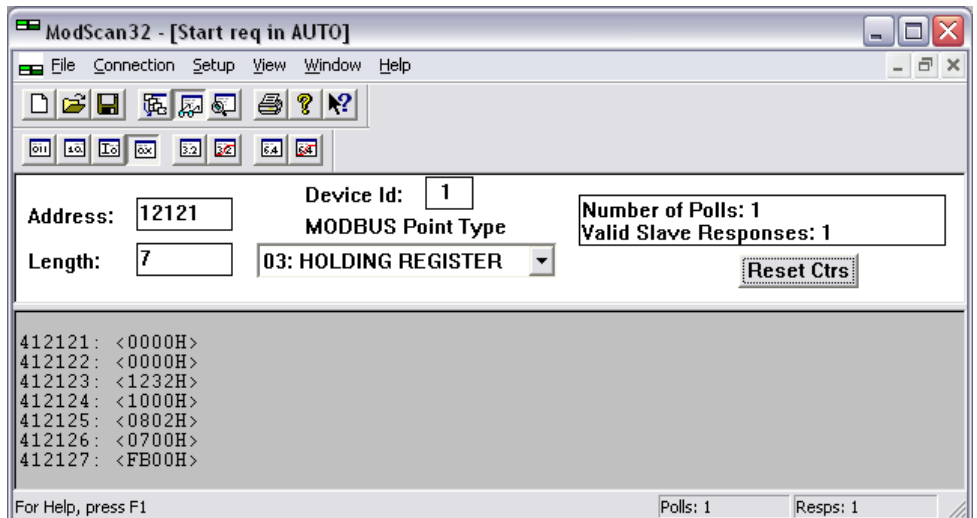 ModScan32 - [Start req in AUTO]
File Connection Setup View Window Help
Address: 12121
Device Id: 1
MODBUS Point Type
Length: 7
03: HOLDING REGISTER
Number of Polls: 1
Valid Slave Responses: 1
Reset Ctrs
412121: <0000H>
412122: <0000H>
412123: <1232H>
412124: <1000H>
412125: <0802H>
412126: <0700H>
412127: <FB00H>
For Help, press F1
Polls: 1
Resps: 1